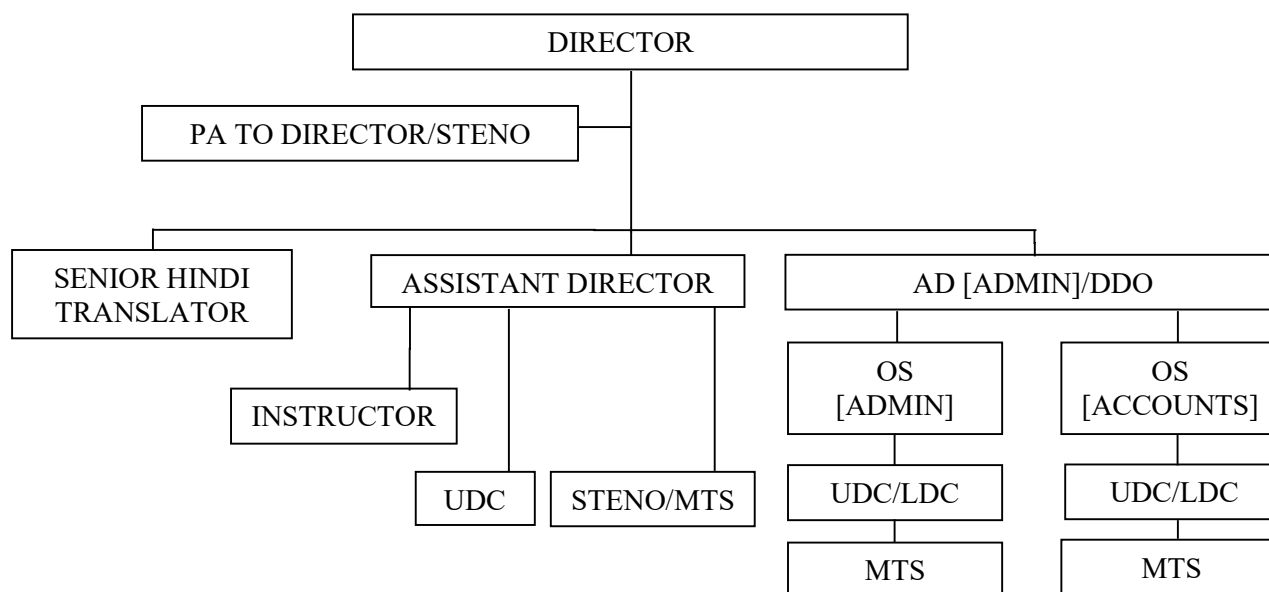 DIRECTOR
PA TO DIRECTOR/STENO
SENIOR HINDI
TRANSLATOR
ASSISTANT DIRECTOR
AD [ADMIN]/DDO
INSTRUCTOR
UDC
STENO/MTS
OS
[ADMIN]
OS
[ACCOUNTS]
UDC/LDC
UDC/LDC
MTS
MTS